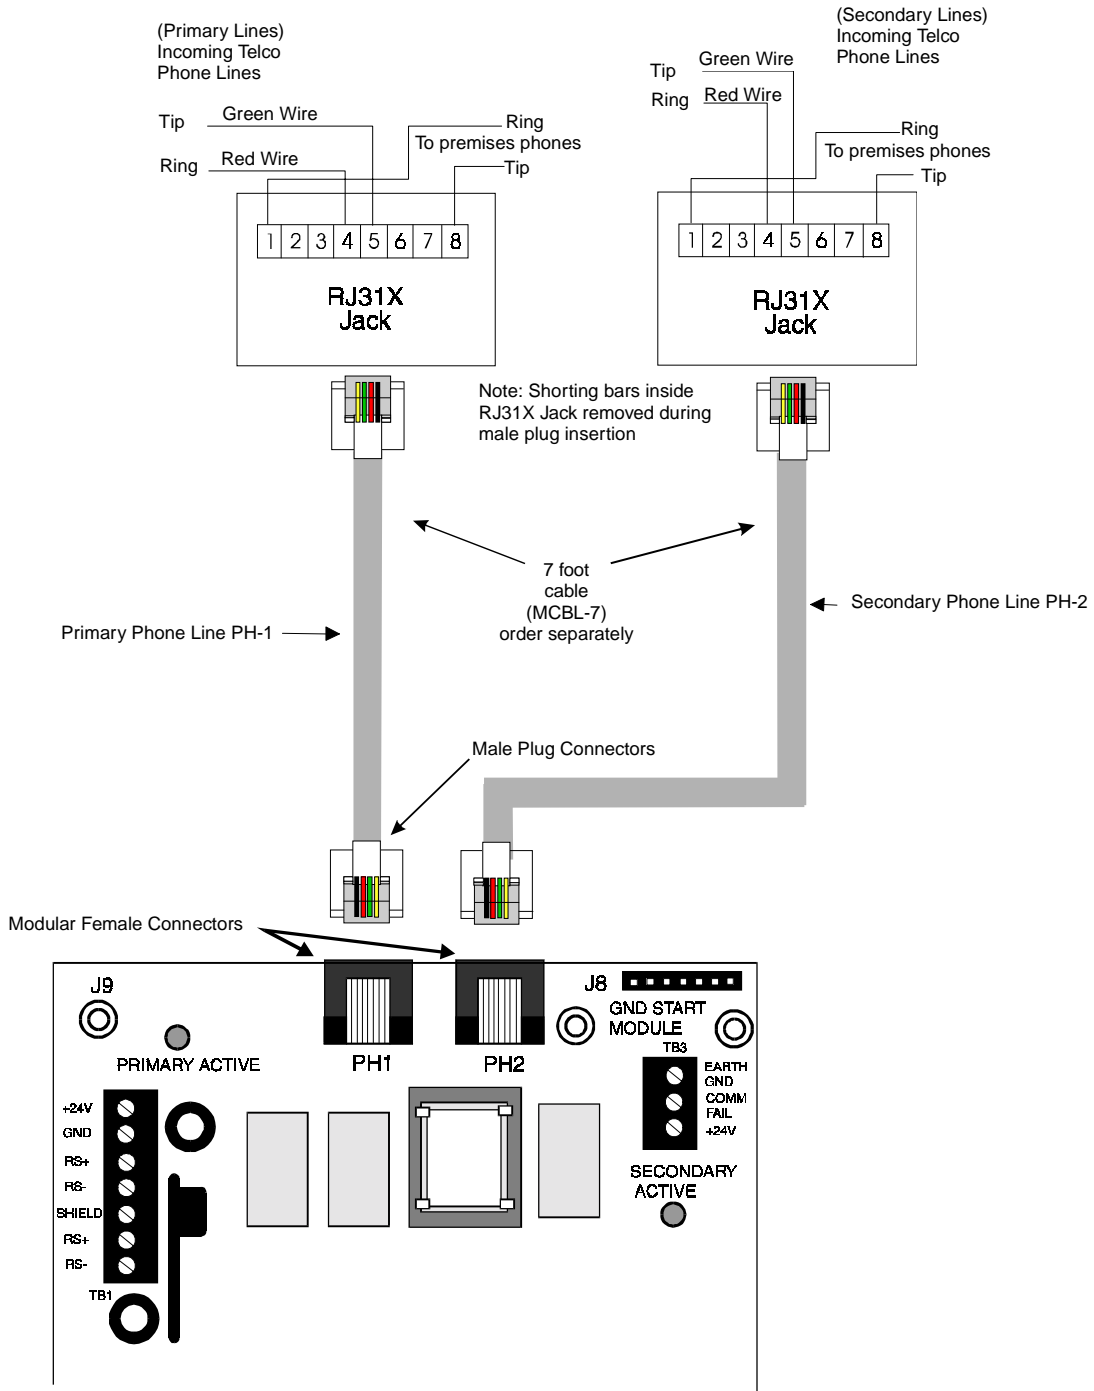 (Primary Lines)
Incoming Telco
Phone Lines
(Secondary Lines)
Incoming Telco
Phone Lines
Tip
Green Wire
Ring
Red Wire
Ring
To premises phones
Tip
Tip
Green Wire
Ring
Red Wire
Ring
To premises phones
Tip
1 2 3 4 5 6 7 8
RJ31X
Jack
1 2 3 4 5 6 7 8
RJ31X
Jack
Note: Shorting bars inside
RJ31X Jack removed during
male plug insertion
7 foot
cable
(MCBL-7)
order separately
Primary Phone Line PH-1
Secondary Phone Line PH-2
Male Plug Connectors
Modular Female Connectors
J9
PRIMARY ACTIVE
PH1
PH2
J8
GND START
MODULE
TB3
EARTH
GND
COMM
FAIL
+24V
SECONDARY
ACTIVE
+24V
GND
RS+
RS-
SHIELD
RS+
RS-
TB1